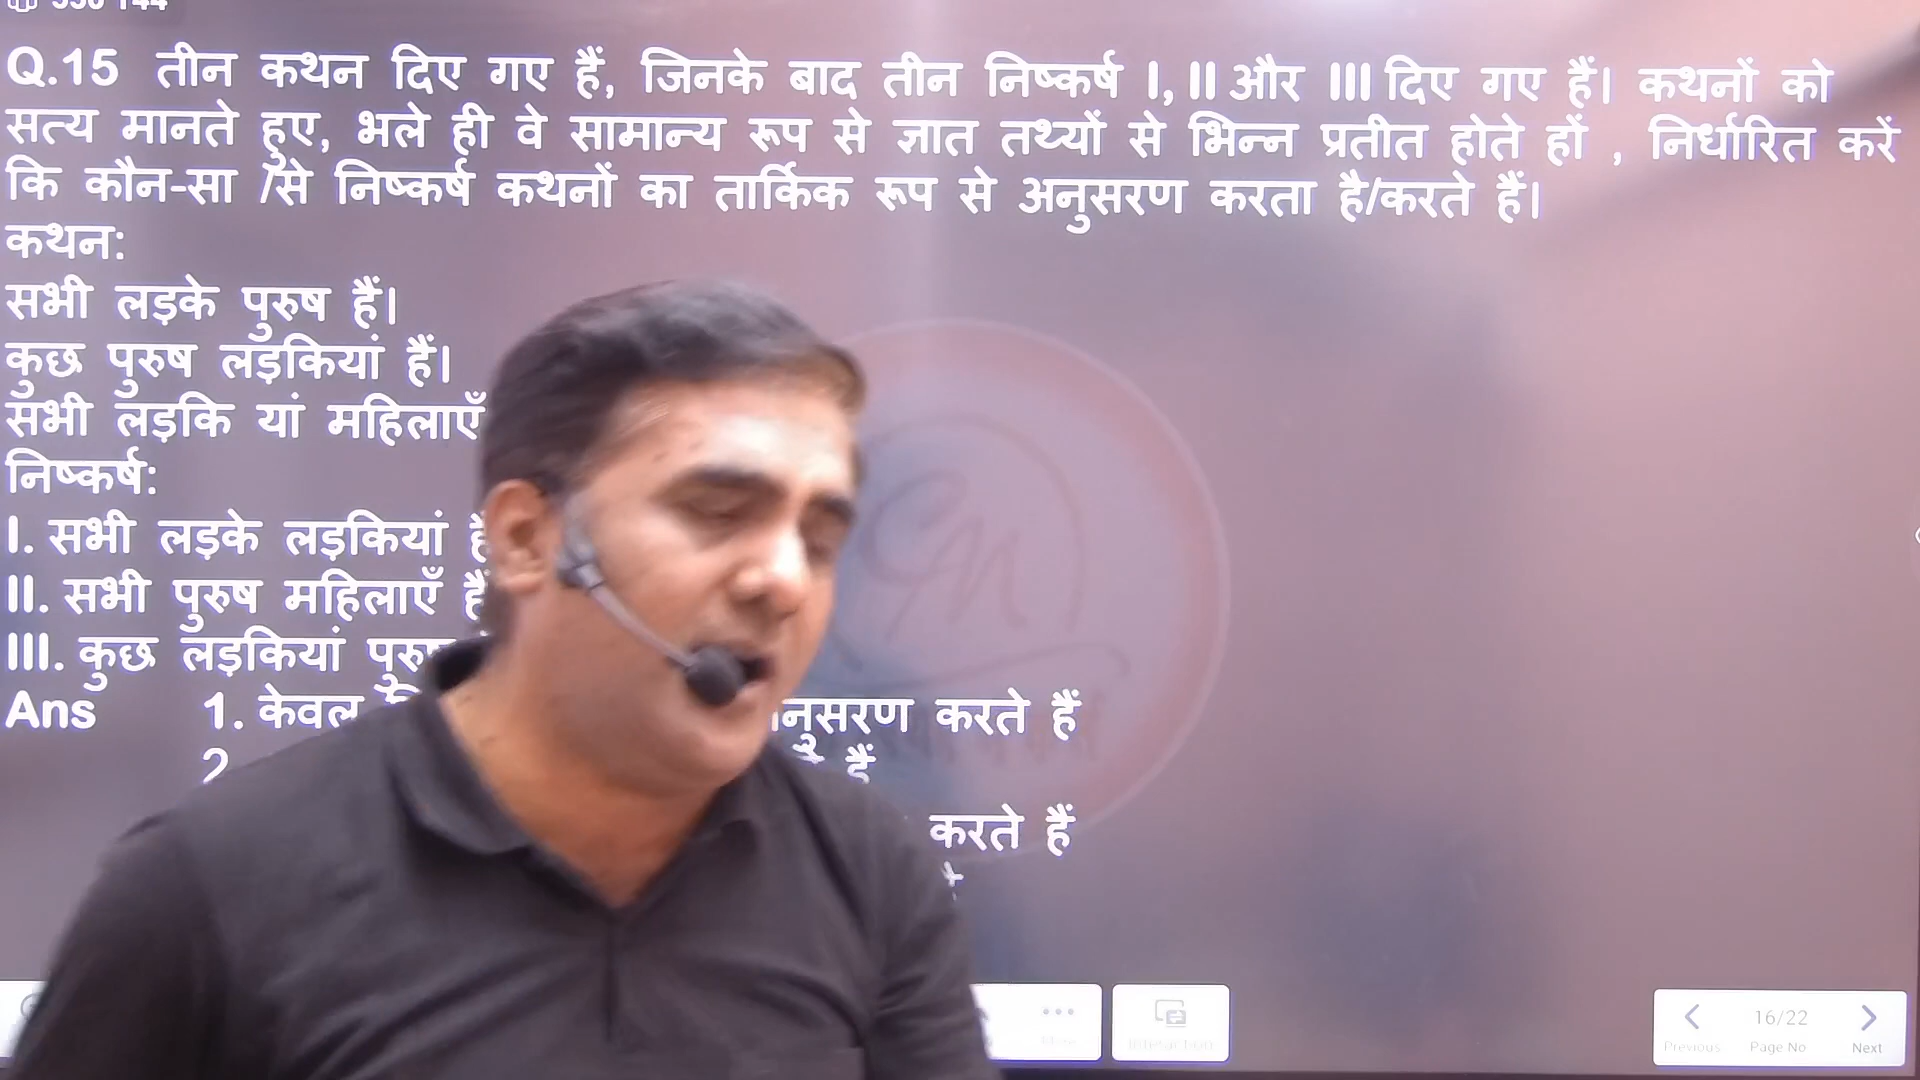 Q.15 तीन कथन दिए गए हैं, जिनके बाद तीन निष्कर्ष I, II और III दिए गए हैं। कथनों को
सत्य मानते हुए, भले ही वे सामान्य रूप से ज्ञात तथ्यों से भिन्न प्रतीत होते हों , निर्धारित करें
कि कौन-सा /से निष्कर्ष कथनों का तार्किक रूप से अनुसरण करता है/करते हैं।
कथन:
सभी लड़के पुरुष हैं।
कुछ पुरुष लड़कियां हैं।
सभी लड़कि यां महिलाएँ
निष्कर्ष:
I. सभी लड़के लड़कियां
II. सभी पुरुष महिलाएँ
III. कुछ लड़कियां
Ans 1. केवल करते हैं
2
करते हैं
16/22
Previous Page No Next